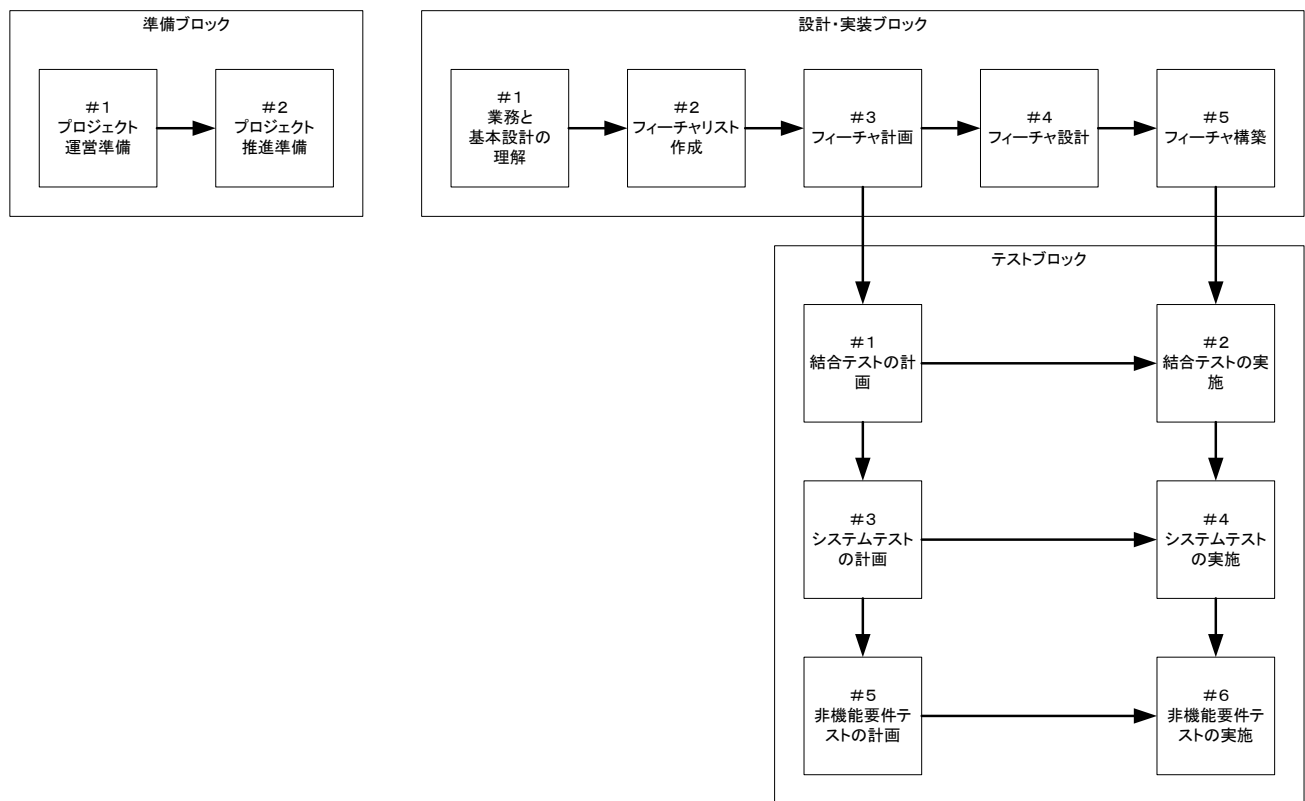 準備ブロック
#1
プロジェクト
運営準備
#2
プロジェクト
推進準備
設計・実装ブロック
#1
業務と
基本設計の
理解
#2
フィーチャリスト
作成
#3
フィーチャ計画
#4
フィーチャ設計
#5
フィーチャ構築
テストブロック
#1
結合テストの計
画
#2
結合テストの実
施
#3
システムテスト
の計画
#4
システムテスト
の実施
#5
非機能要件テ
ストの計画
#6
非機能要件テ
ストの実施